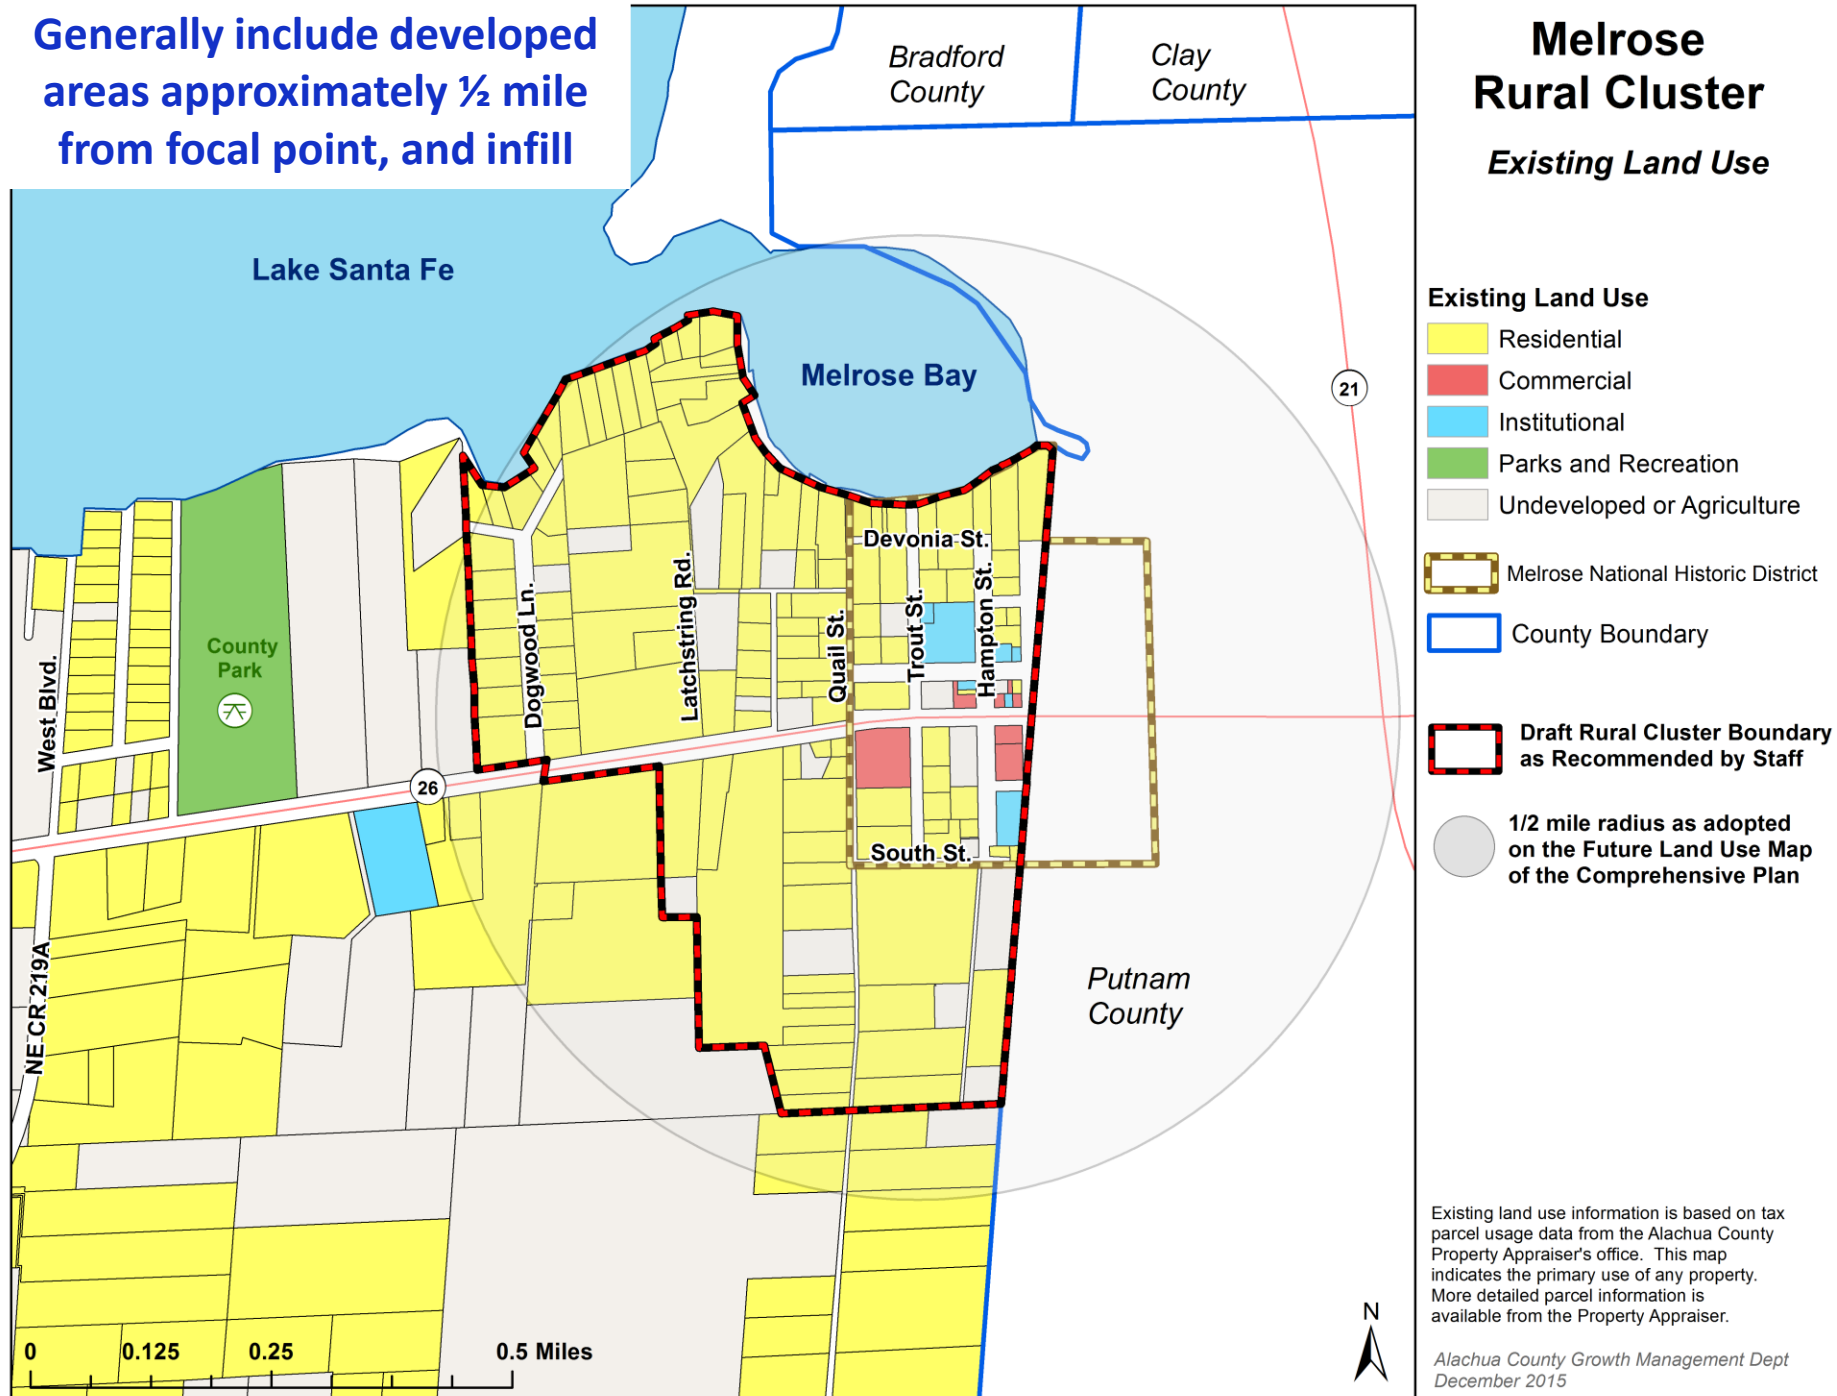 Generally include developed
areas approximately ½ mile
from focal point, and infill
Melrose
Rural Cluster
Existing Land Use
Bradford
County
Clay
County
Lake Santa Fe
Melrose Bay
21
Existing Land Use
Residential
Commercial
Institutional
Parks and Recreation
Undeveloped or Agriculture
Melrose National Historic District
County Boundary
Draft Rural Cluster Boundary
as Recommended by Staff
1/2 mile radius as adopted
on the Future Land Use Map
of the Comprehensive Plan
Devonia St.
County
Park
West Blvd.
Dogwood Ln.
Latchstring Rd.
Quail St.
Trout St.
Hampton St.
26
South St.
NE CR 219A
Putnam
County
0 0.125 0.25 0.5 Miles
N
Existing land use information is based on tax
parcel usage data from the Alachua County
Property Appraiser's office. This map
indicates the primary use of any property.
More detailed parcel information is
available from the Property Appraiser.
Alachua County Growth Management Dept
December 2015